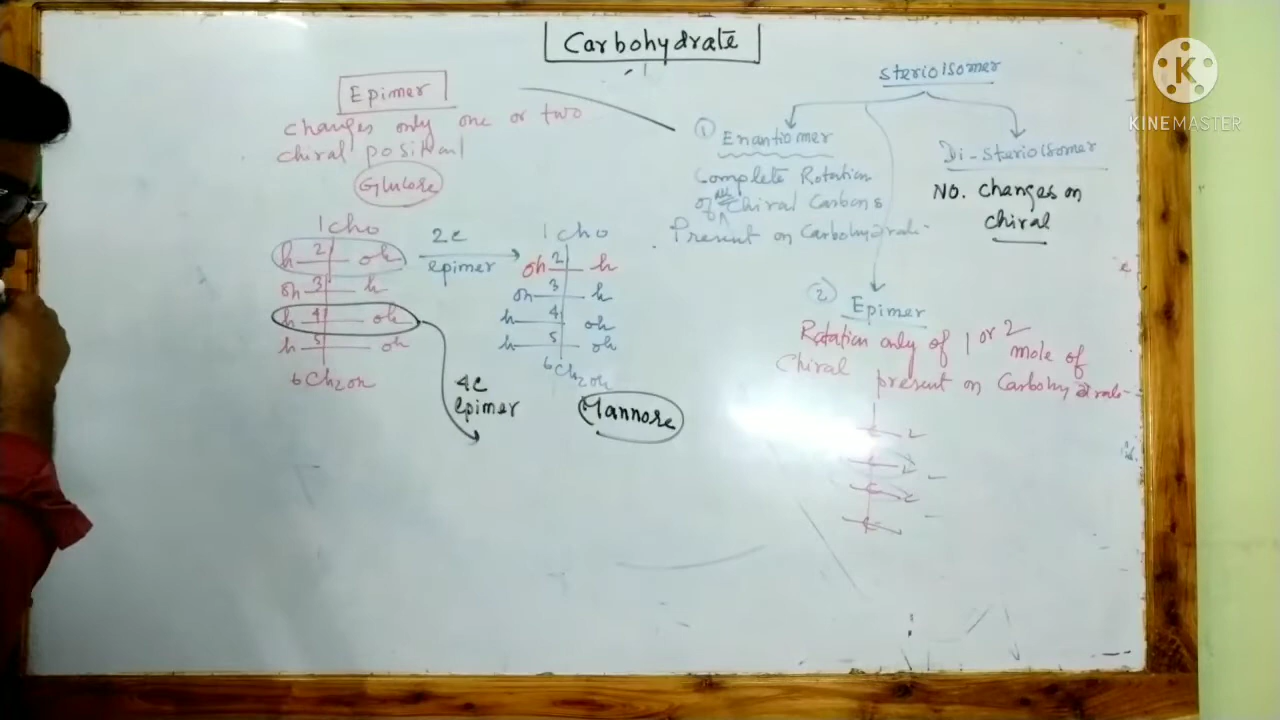 Carbohydrate
Epimer
changes only one or two
chiral position
Glucose
1cho
h 2 oh
oh 3 h
h 4 oh
h 5 oh
6Ch2oh
2c
epimer
1cho
oh 2 h
oh 3 h
h 4 oh
h 5 oh
6Ch2oh
4c
epimer
Mannose
SterioIsomer
1 Enantiomer
Complete Rotation
of all Chiral Carbons
Present on Carbohydrate-
Di-SterioIsomer
No. changes on
chiral
2 Epimer
Rotation only of 1 or 2 mole of
Chiral present on Carbohydrate-
K
KINEMASTER